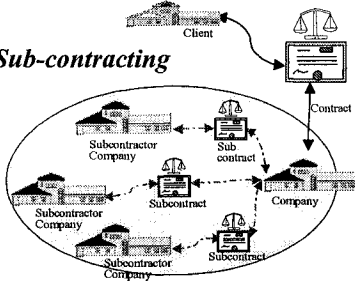 Client
Sub-contracting
Contract
Subcontractor
Company
Sub
contract
Subcontractor
Company
Subcontract
Company
Subcontractor
Company
Subcontract